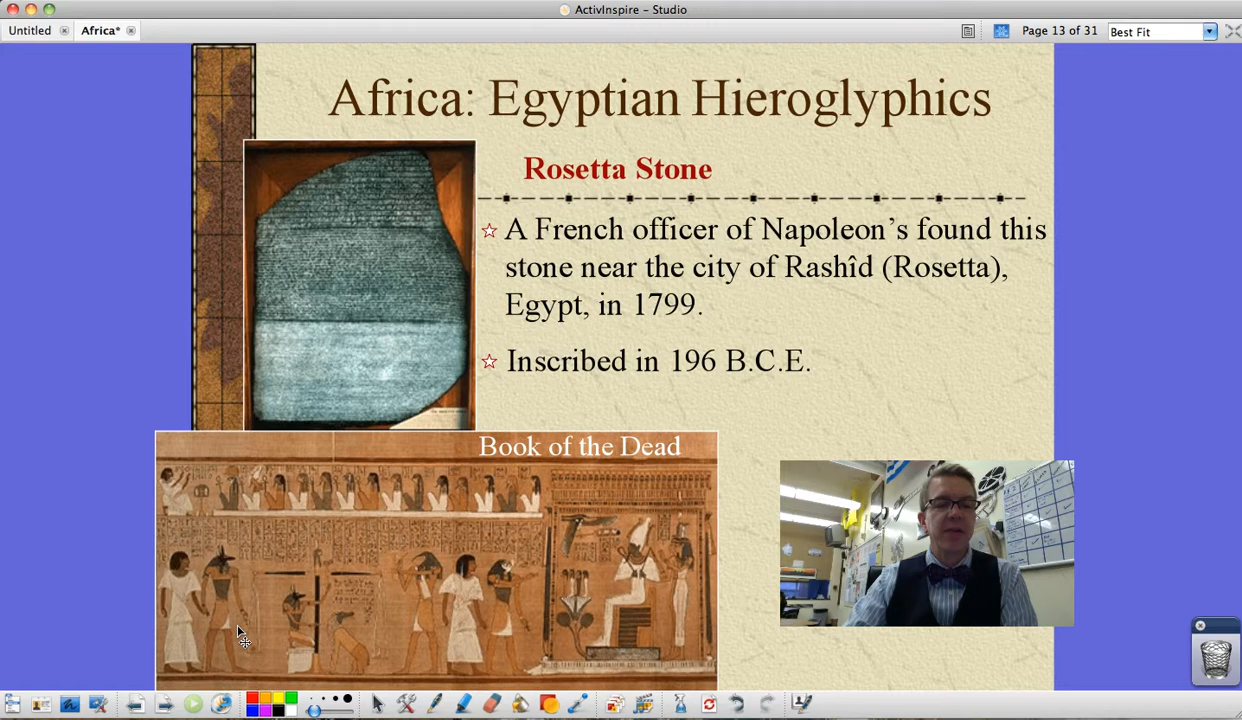 ActivInspire – Studio
Untitled
Africa*
Page 13 of 31
Best Fit
Africa: Egyptian Hieroglyphics
Rosetta Stone
A French officer of Napoleon’s found this
stone near the city of Rashîd (Rosetta),
Egypt, in 1799.
Inscribed in 196 B.C.E.
Book of the Dead